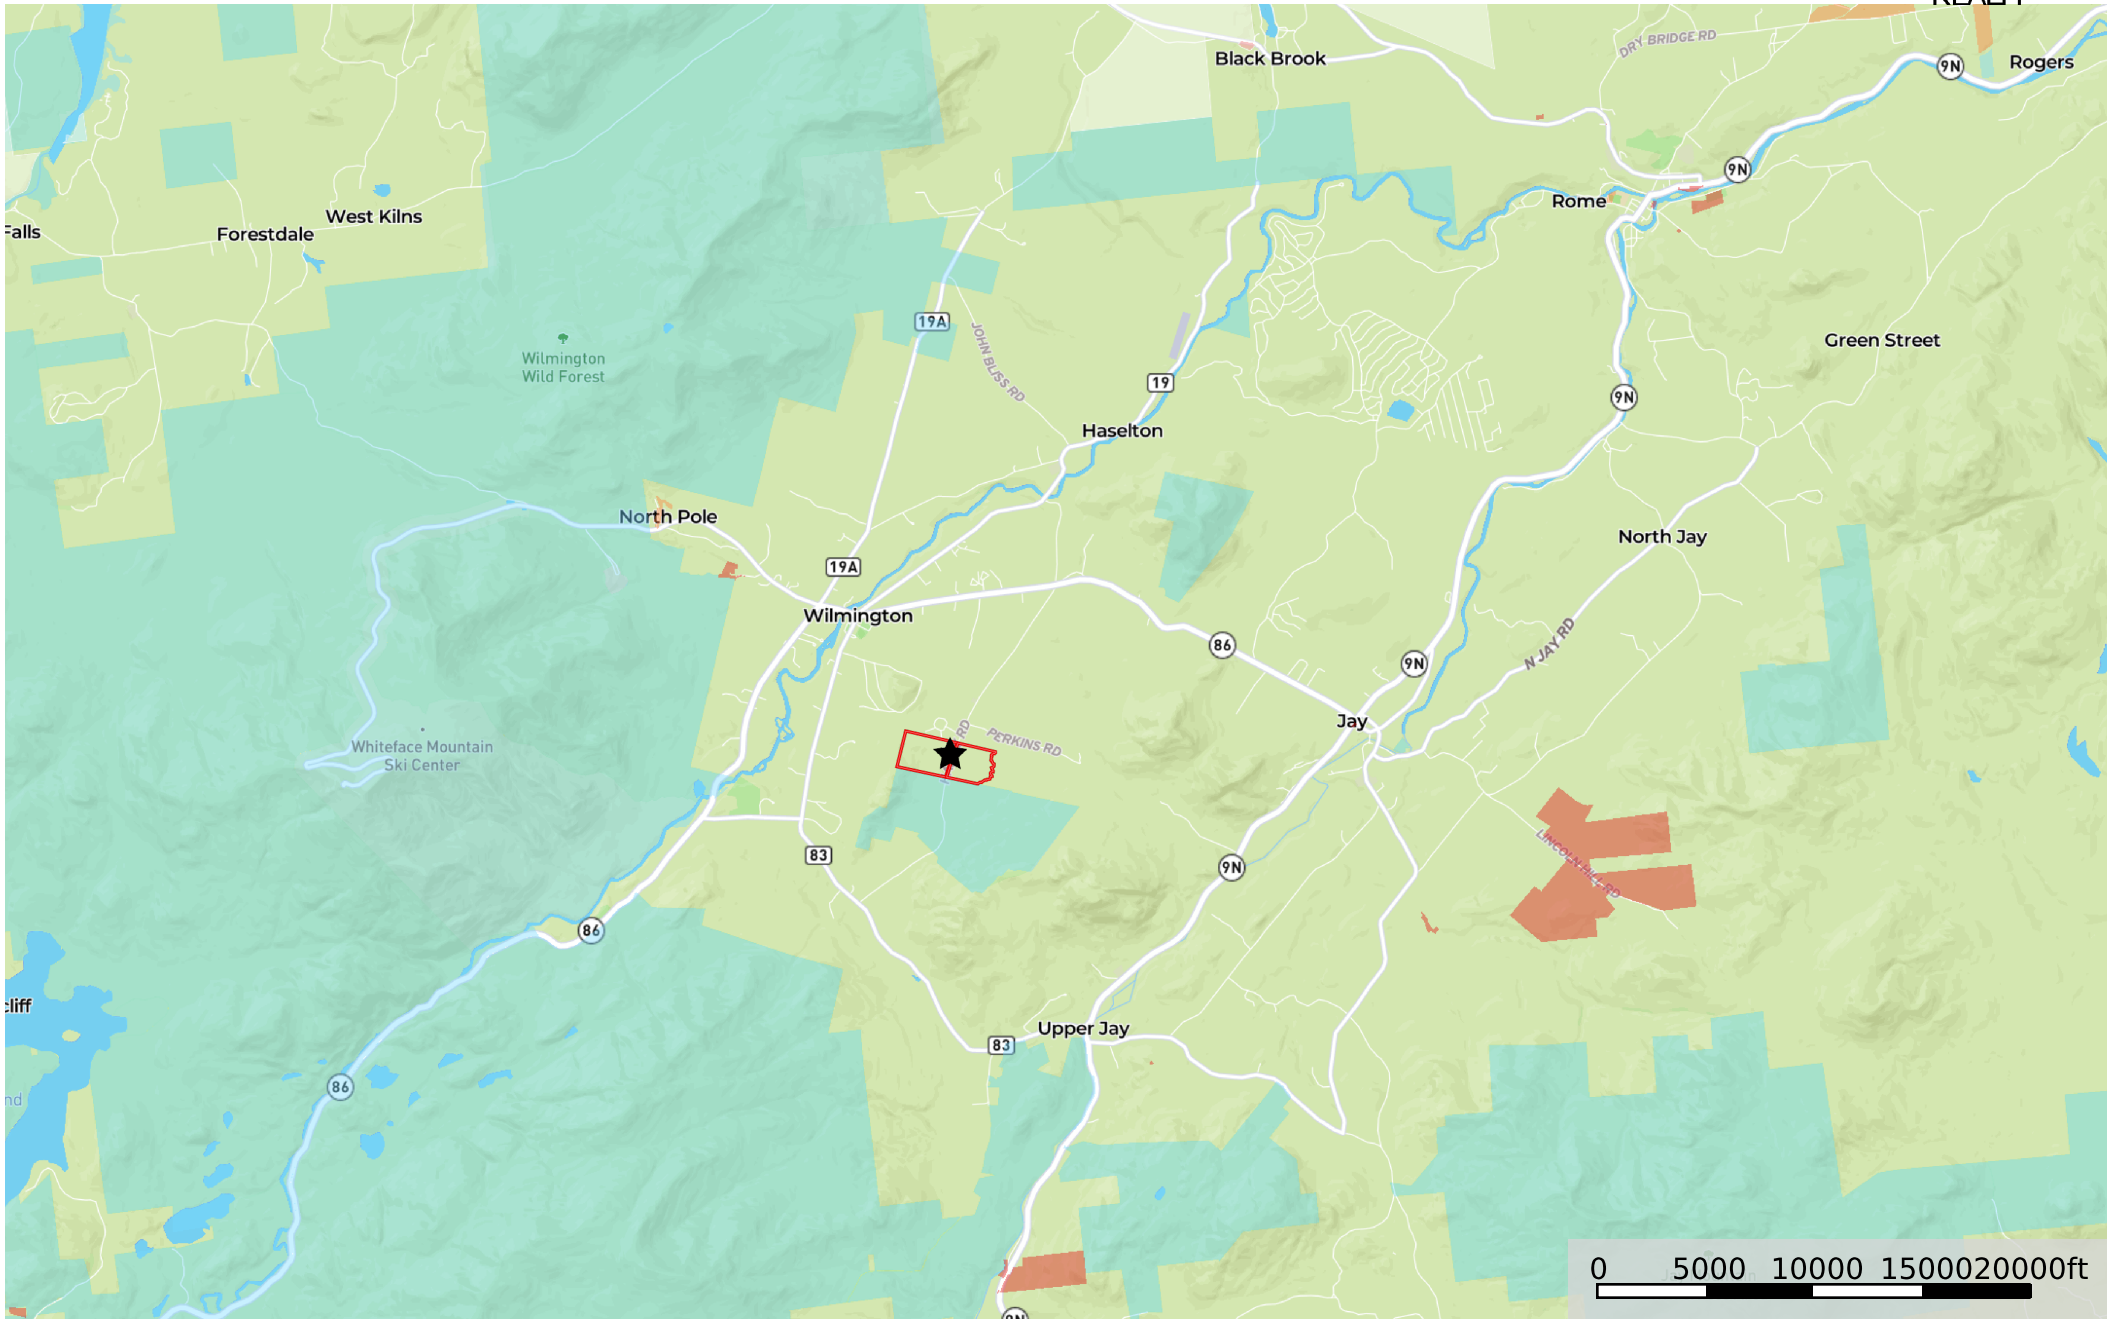 Black Brook
DRY BRIDGE RD
9N
Rogers
9N
Rome
West Kilns
Forestdale
Falls
19A
JOHN BLISS RD
Green Street
Wilmington
Wild Forest
19
9N
Haselton
North Pole
North Jay
19A
Wilmington
86
N JAY RD
9N
Jay
RD
PERKINS RD
Whiteface Mountain
Ski Center
83
LINCOLN HILL RD
9N
86
cliff
Upper Jay
83
86
nd
0 5000 10000 15000 20000ft
9N